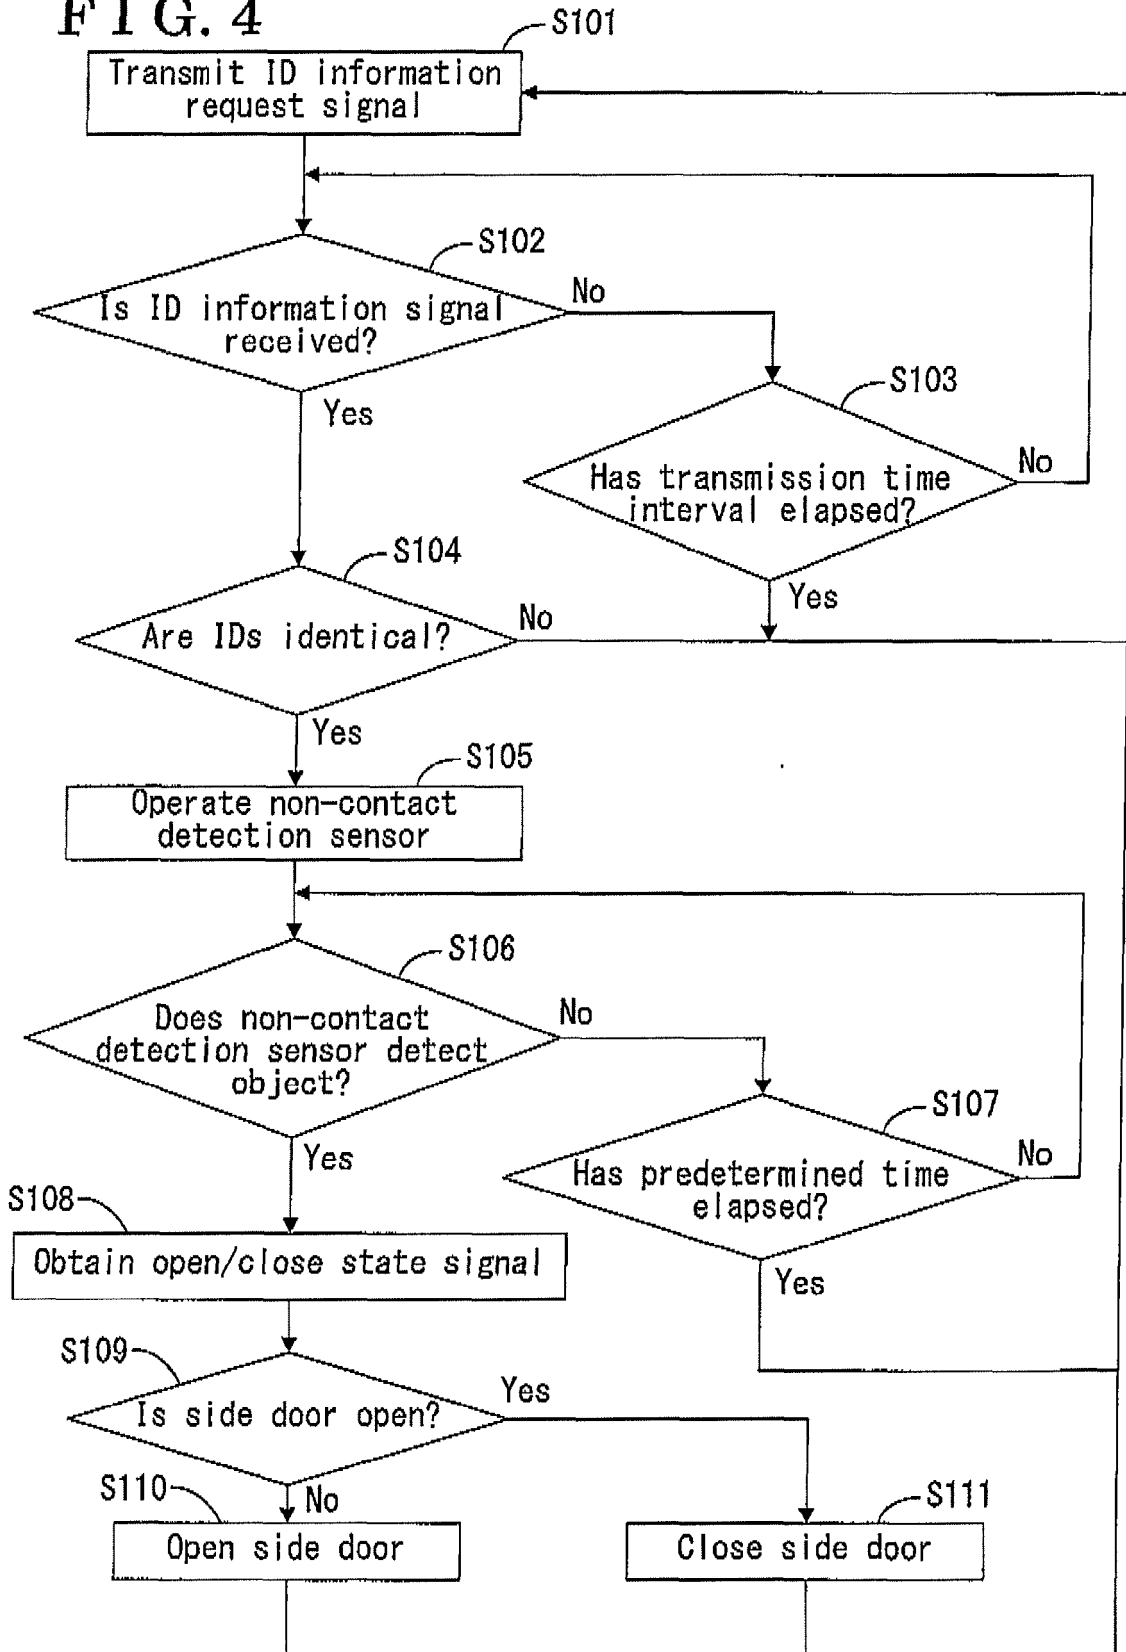 FIG. 4
S101
Transmit ID information
request signal
S102
Is ID information signal
received?
No
Yes
S103
Has transmission time
interval elapsed?
No
Yes
S104
Are IDs identical?
No
Yes
S105
Operate non-contact
detection sensor
S106
Does non-contact
detection sensor detect
object?
No
Yes
S107
Has predetermined time
elapsed?
No
Yes
S108
Obtain open/close state signal
S109
Is side door open?
Yes
No
S110
Open side door
S111
Close side door